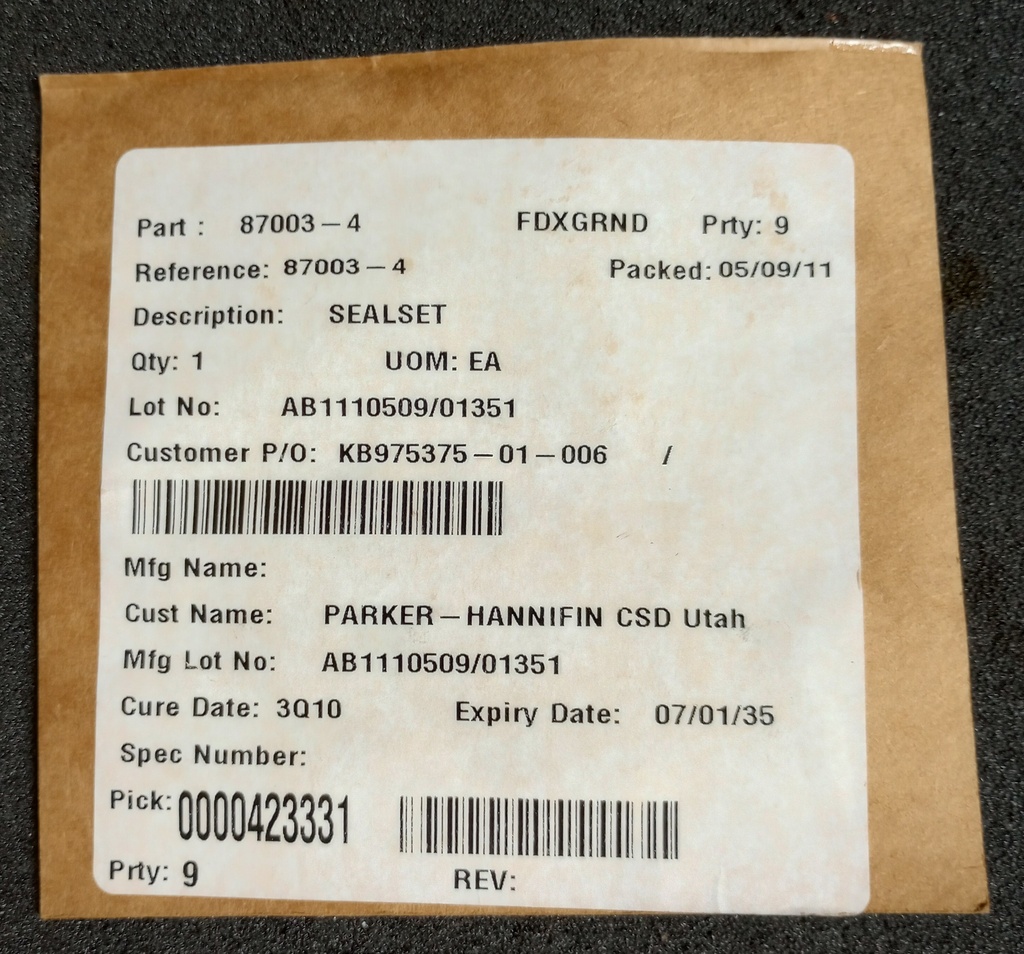 Part : 87003-4 FDXGRND Prty: 9
Reference: 87003-4 Packed: 05/09/11
Description: SEALSET
Qty: 1 UOM: EA
Lot No: AB1110509/01351
Customer P/O: KB975375-01-006 /
Mfg Name:
Cust Name: PARKER-HANNIFIN CSD Utah
Mfg Lot No: AB1110509/01351
Cure Date: 3Q10 Expiry Date: 07/01/35
Spec Number:
Pick: 0000423331
Prty: 9 REV: